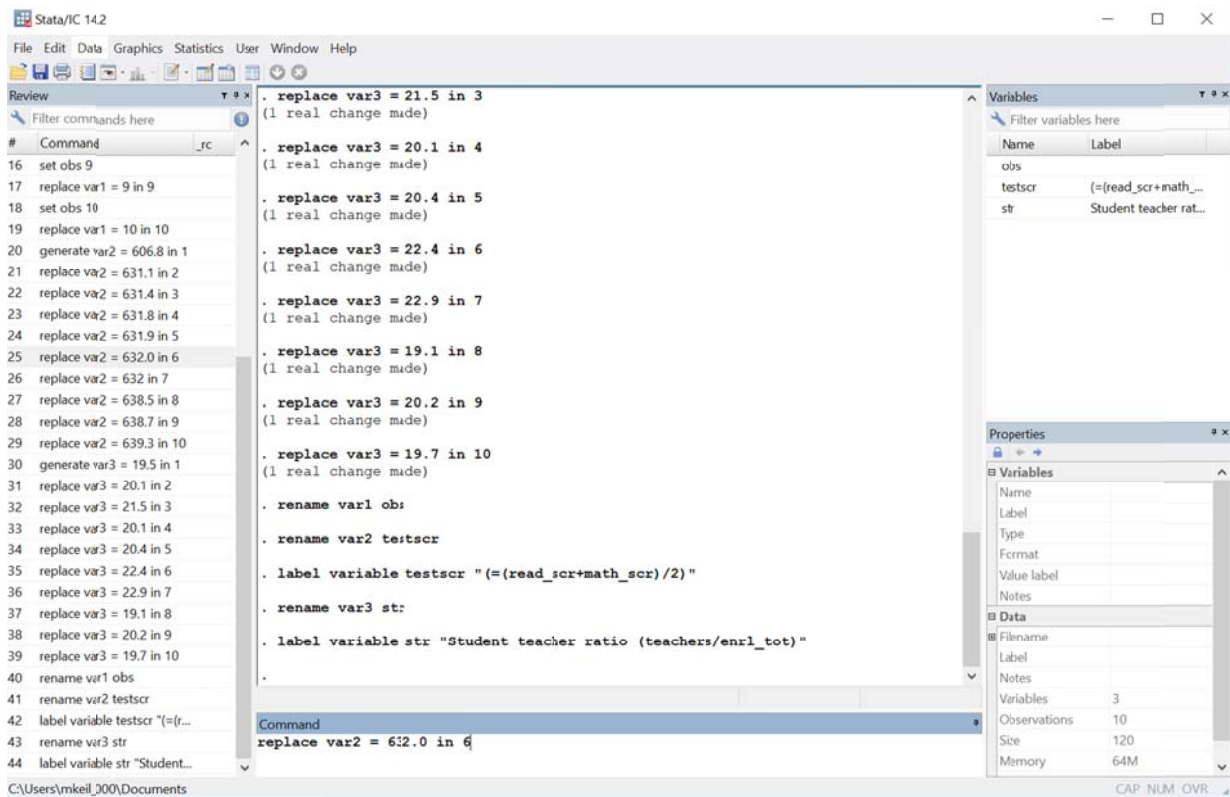 Stata/IC 14.2
File Edit Data Graphics Statistics User Window Help
Review
Filter commands here
# Command _rc
16 set obs 9
17 replace var1 = 9 in 9
18 set obs 10
19 replace var1 = 10 in 10
20 generate var2 = 606.8 in 1
21 replace var2 = 631.1 in 2
22 replace var2 = 631.4 in 3
23 replace var2 = 631.8 in 4
24 replace var2 = 631.9 in 5
25 replace var2 = 632.0 in 6
26 replace var2 = 632 in 7
27 replace var2 = 638.5 in 8
28 replace var2 = 638.7 in 9
29 replace var2 = 639.3 in 10
30 generate var3 = 19.5 in 1
31 replace var3 = 20.1 in 2
32 replace var3 = 21.5 in 3
33 replace var3 = 20.1 in 4
34 replace var3 = 20.4 in 5
35 replace var3 = 22.4 in 6
36 replace var3 = 22.9 in 7
37 replace var3 = 19.1 in 8
38 replace var3 = 20.2 in 9
39 replace var3 = 19.7 in 10
40 rename var1 obs
41 rename var2 testscr
42 label variable testscr "(=(r...
43 rename var3 str
44 label variable str "Student...
. replace var3 = 21.5 in 3
(1 real change made)
. replace var3 = 20.1 in 4
(1 real change made)
. replace var3 = 20.4 in 5
(1 real change made)
. replace var3 = 22.4 in 6
(1 real change made)
. replace var3 = 22.9 in 7
(1 real change made)
. replace var3 = 19.1 in 8
(1 real change made)
. replace var3 = 20.2 in 9
(1 real change made)
. replace var3 = 19.7 in 10
(1 real change made)
. rename var1 obs
. rename var2 testscr
. label variable testscr "(=(read_scr+math_scr)/2)"
. rename var3 str
. label variable str "Student teacher ratio (teachers/enrl_tot)"
.
Command
replace var2 = 632.0 in 6
Variables
Filter variables here
Name Label
obs
testscr (=(read_scr+math_...
str Student teacher rat...
Properties
Variables
Name
Label
Type
Format
Value label
Notes
Data
Filename
Label
Notes
Variables 3
Observations 10
Size 120
Memory 64M
C:\Users\mkeil_000\Documents
CAP NUM OVR